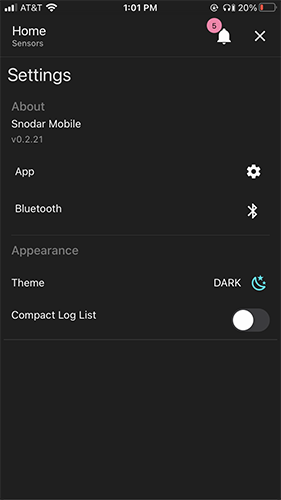 AT&T 1:01 PM 20%
Home
Sensors
5
Settings
About
Snodar Mobile
v0.2.21
App
Bluetooth
Appearance
Theme DARK
Compact Log List